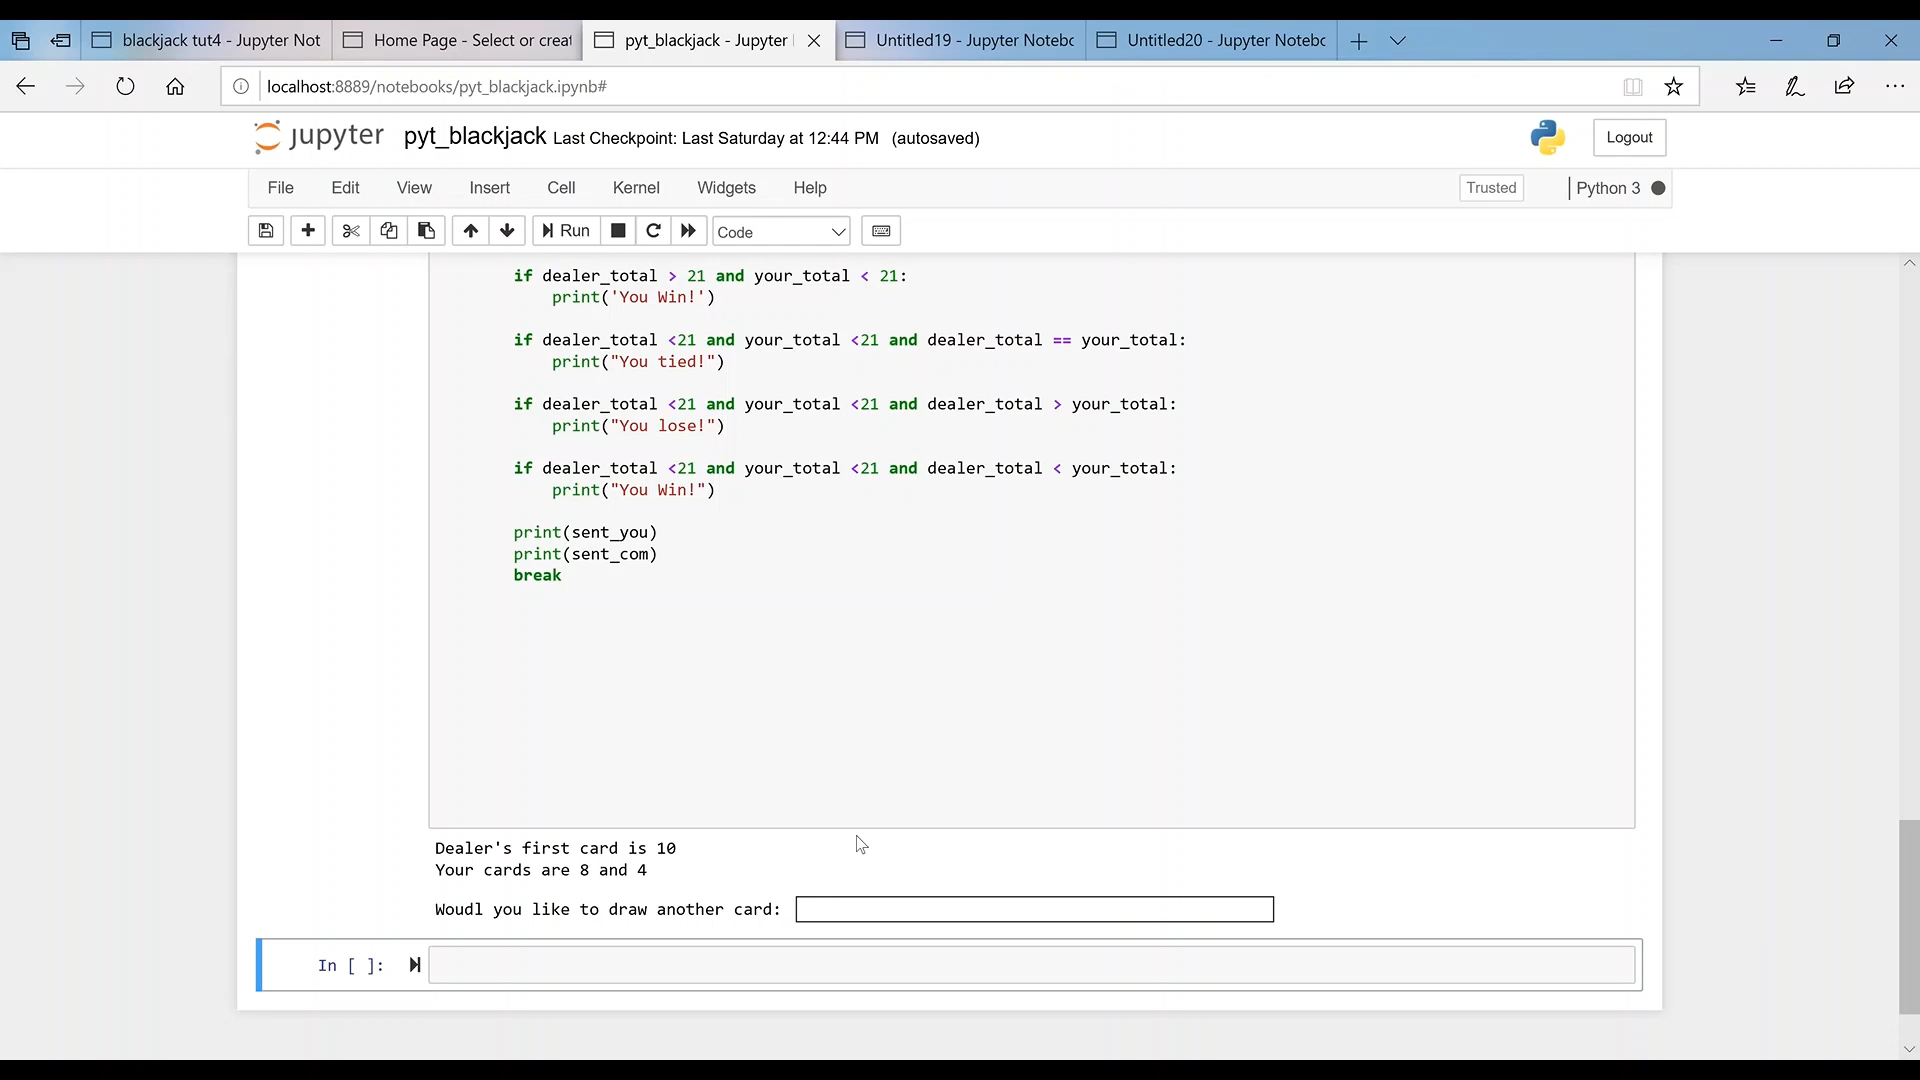 blackjack tut4 - Jupyter Not
Home Page - Select or creat
pyt_blackjack - Jupyter
Untitled19 - Jupyter Notebo
Untitled20 - Jupyter Notebo
localhost:8889/notebooks/pyt_blackjack.ipynb#
jupyter pyt_blackjack Last Checkpoint: Last Saturday at 12:44 PM (autosaved)
Logout
File Edit View Insert Cell Kernel Widgets Help
Trusted
Python 3
Run
Code
if dealer_total > 21 and your_total < 21:
print('You Win!')
if dealer_total <21 and your_total <21 and dealer_total == your_total:
print("You tied!")
if dealer_total <21 and your_total <21 and dealer_total > your_total:
print("You lose!")
if dealer_total <21 and your_total <21 and dealer_total < your_total:
print("You Win!")
print(sent_you)
print(sent_com)
break
Dealer's first card is 10
Your cards are 8 and 4
Woudl you like to draw another card:
In [ ]: